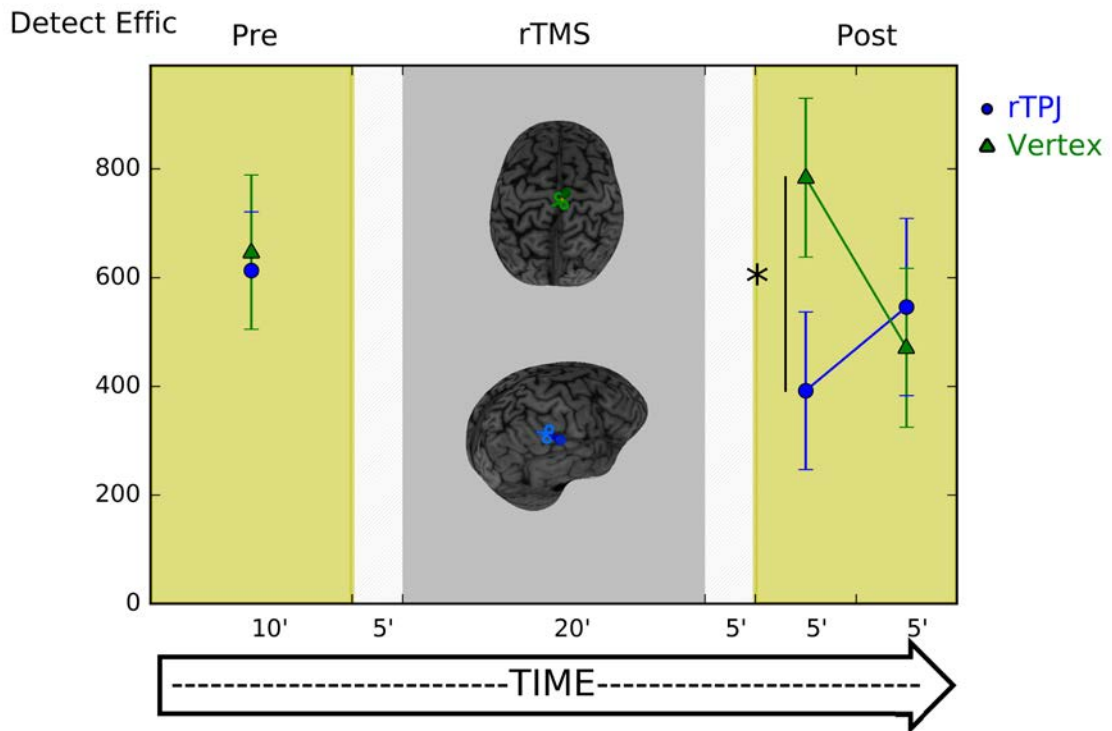 Detect Effic
Pre rTMS Post
rTPJ
Vertex
800
600
400
200
0
*
10' 5' 20' 5' 5' 5'
TIME